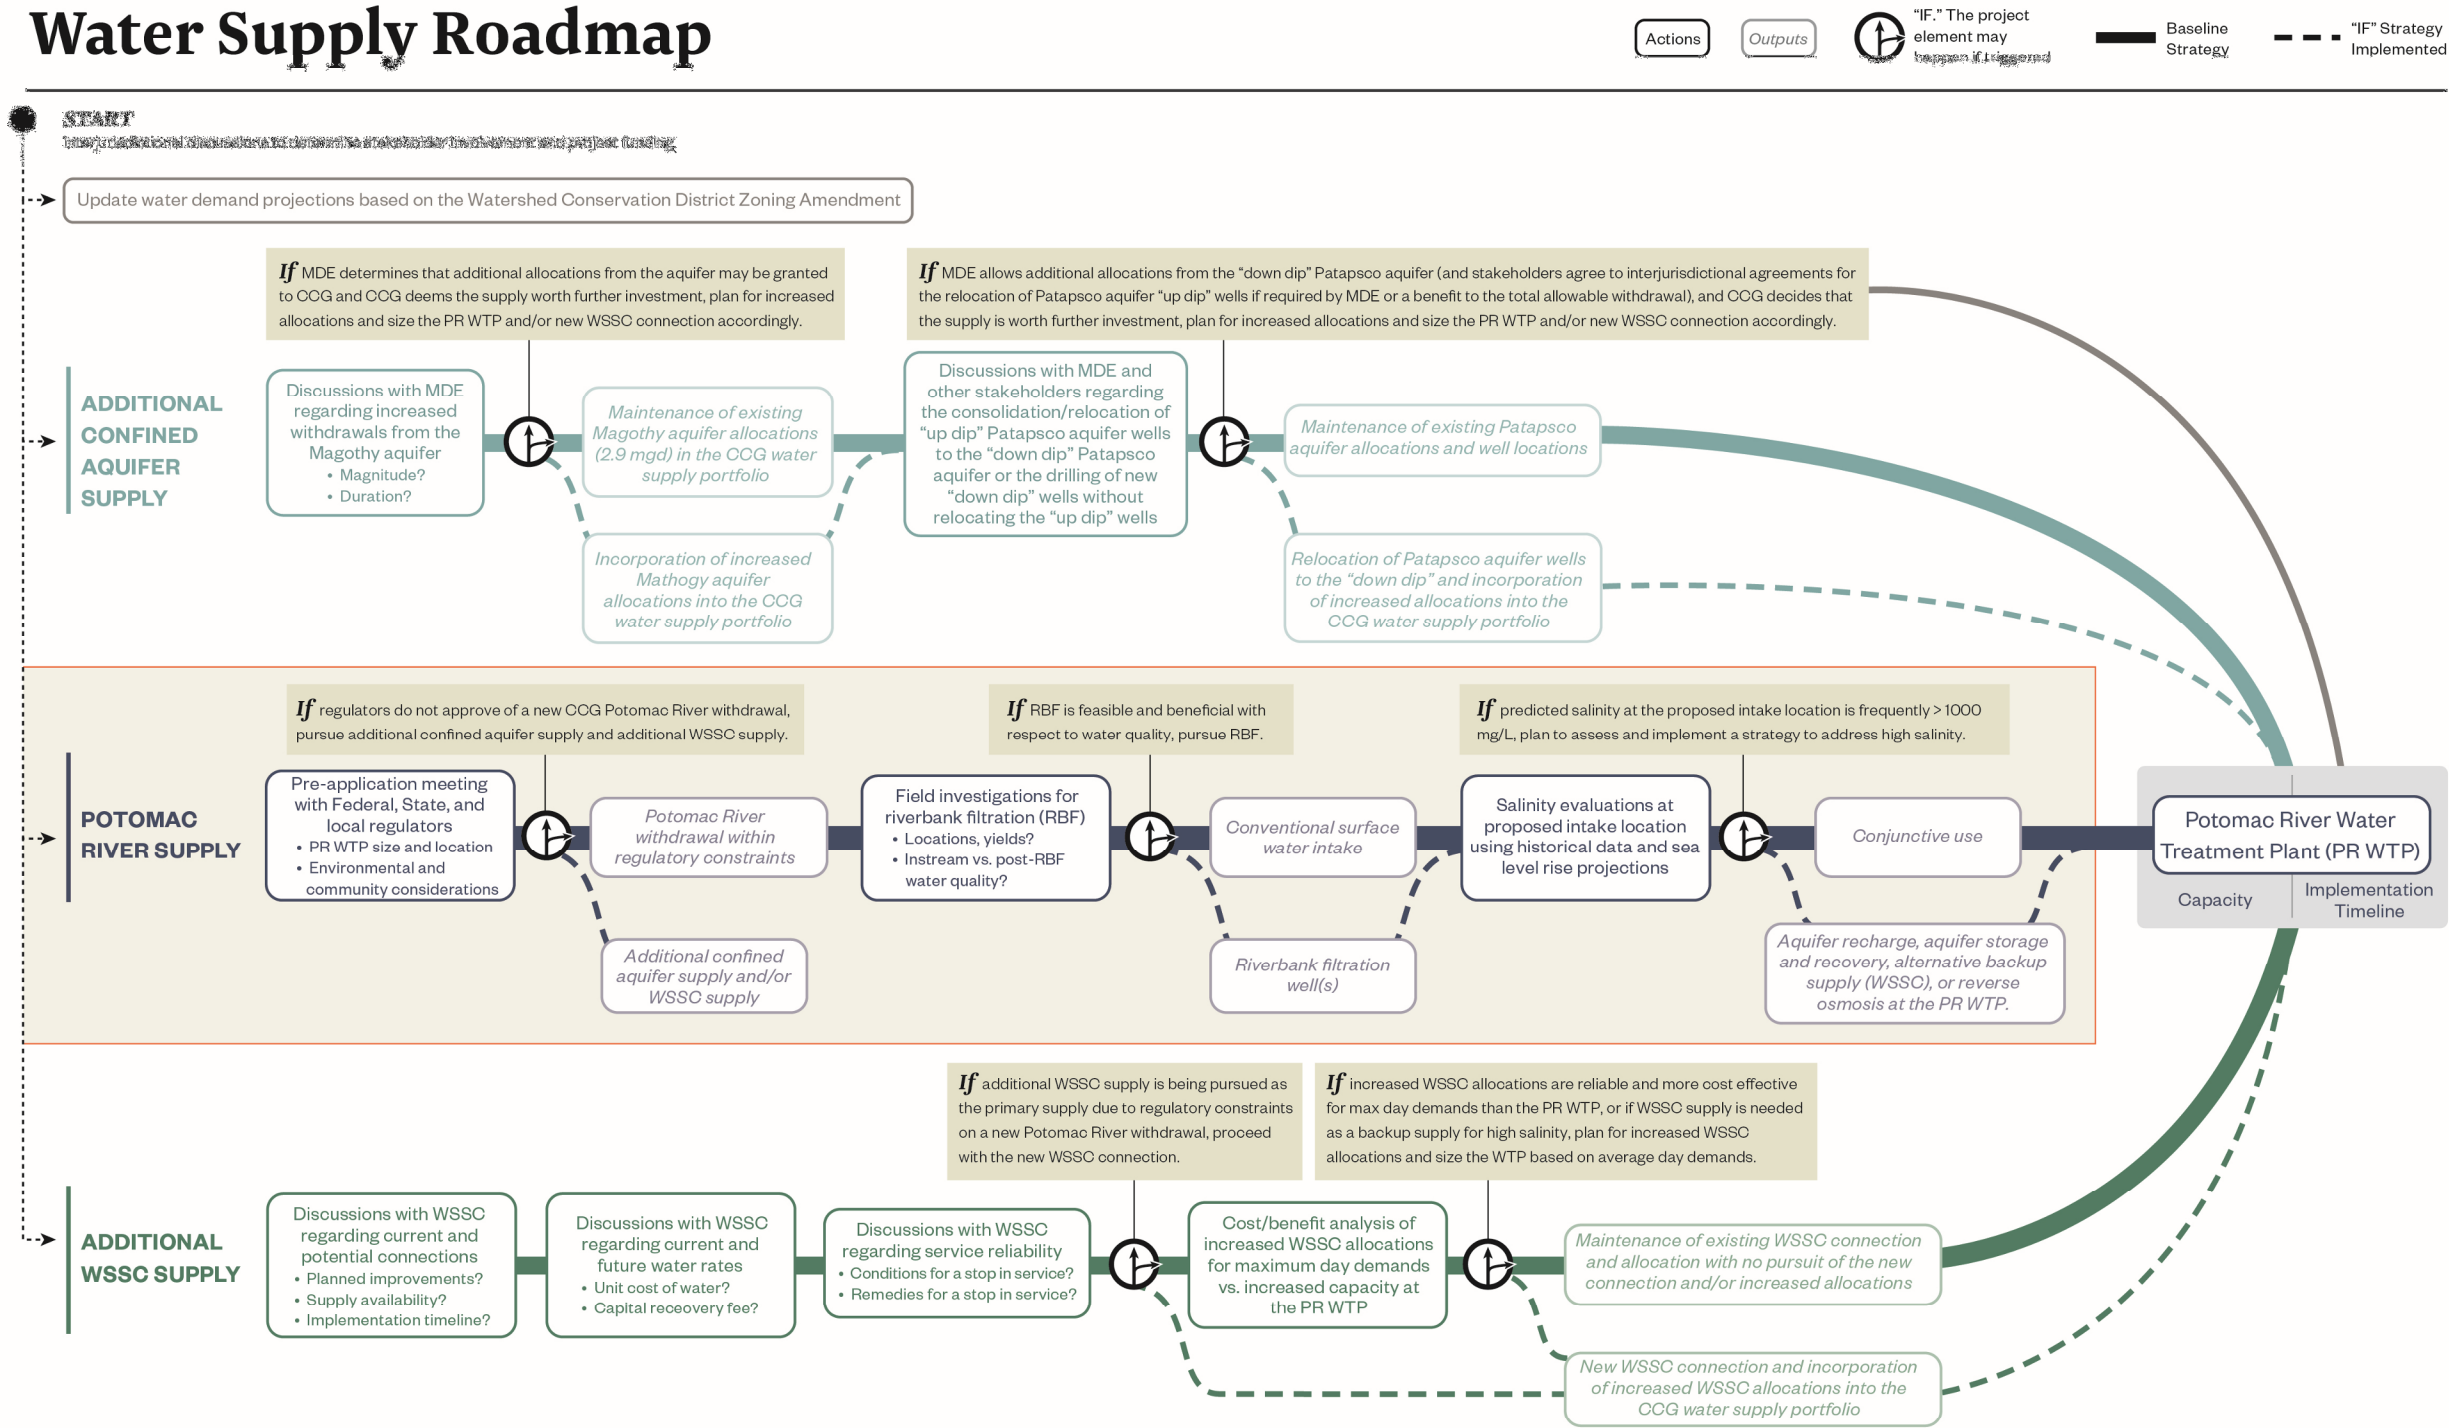 Water Supply Roadmap
Actions
Outputs
“IF.” The project
element may
happen if triggered
Baseline
Strategy
“IF” Strategy
Implemented
START
Interjurisdictional discussions to determine stakeholder involvement and project funding
Update water demand projections based on the Watershed Conservation District Zoning Amendment
If MDE determines that additional allocations from the aquifer may be granted
to CCG and CCG deems the supply worth further investment, plan for increased
allocations and size the PR WTP and/or new WSSC connection accordingly.
If MDE allows additional allocations from the “down dip” Patapsco aquifer (and stakeholders agree to interjurisdictional agreements for
the relocation of Patapsco aquifer “up dip” wells if required by MDE or a benefit to the total allowable withdrawal), and CCG decides that
the supply is worth further investment, plan for increased allocations and size the PR WTP and/or new WSSC connection accordingly.
ADDITIONAL
CONFINED
AQUIFER
SUPPLY
Discussions with MDE
regarding increased
withdrawals from the
Magothy aquifer
• Magnitude?
• Duration?
Maintenance of existing
Magothy aquifer allocations
(2.9 mgd) in the CCG water
supply portfolio
Incorporation of increased
Mathogy aquifer
allocations into the CCG
water supply portfolio
Discussions with MDE and
other stakeholders regarding
the consolidation/relocation of
“up dip” Patapsco aquifer wells
to the “down dip” Patapsco
aquifer or the drilling of new
“down dip” wells without
relocating the “up dip” wells
Maintenance of existing Patapsco
aquifer allocations and well locations
Relocation of Patapsco aquifer wells
to the “down dip” and incorporation
of increased allocations into the
CCG water supply portfolio
If regulators do not approve of a new CCG Potomac River withdrawal,
pursue additional confined aquifer supply and additional WSSC supply.
If RBF is feasible and beneficial with
respect to water quality, pursue RBF.
If predicted salinity at the proposed intake location is frequently > 1000
mg/L, plan to assess and implement a strategy to address high salinity.
POTOMAC
RIVER SUPPLY
Pre-application meeting
with Federal, State, and
local regulators
• PR WTP size and location
• Environmental and
community considerations
Potomac River
withdrawal within
regulatory constraints
Additional confined
aquifer supply and/or
WSSC supply
Field investigations for
riverbank filtration (RBF)
• Locations, yields?
• Instream vs. post-RBF
water quality?
Conventional surface
water intake
Riverbank filtration
well(s)
Salinity evaluations at
proposed intake location
using historical data and sea
level rise projections
Conjunctive use
Aquifer recharge, aquifer storage
and recovery, alternative backup
supply (WSSC), or reverse
osmosis at the PR WTP.
Potomac River Water
Treatment Plant (PR WTP)
Capacity
Implementation
Timeline
If additional WSSC supply is being pursued as
the primary supply due to regulatory constraints
on a new Potomac River withdrawal, proceed
with the new WSSC connection.
If increased WSSC allocations are reliable and more cost effective
for max day demands than the PR WTP, or if WSSC supply is needed
as a backup supply for high salinity, plan for increased WSSC
allocations and size the WTP based on average day demands.
ADDITIONAL
WSSC SUPPLY
Discussions with WSSC
regarding current and
potential connections
• Planned improvements?
• Supply availability?
• Implementation timeline?
Discussions with WSSC
regarding current and
future water rates
• Unit cost of water?
• Capital receovery fee?
Discussions with WSSC
regarding service reliability
• Conditions for a stop in service?
• Remedies for a stop in service?
Cost/benefit analysis of
increased WSSC allocations
for maximum day demands
vs. increased capacity at
the PR WTP
Maintenance of existing WSSC connection
and allocation with no pursuit of the new
connection and/or increased allocations
New WSSC connection and incorporation
of increased WSSC allocations into the
CCG water supply portfolio